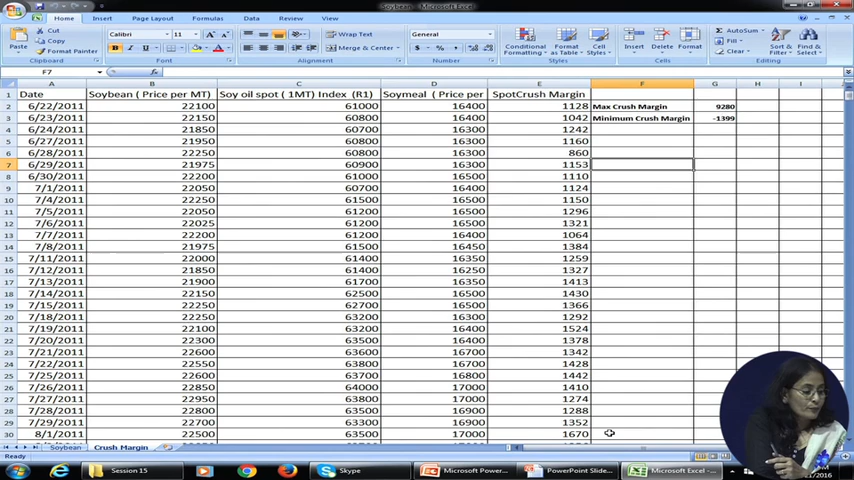 Soybean - Microsoft Excel
Home Insert Page Layout Formulas Data Review View
Cut
Copy
Format Painter
Paste
Clipboard
Calibri 11
Font
Wrap Text
Merge & Center
Alignment
General
Number
Conditional Formatting Format as Table Cell Styles
Styles
Insert Delete Format
Cells
AutoSum
Fill
Clear
Sort & Filter Find & Select
Editing
F7 fx
A B C D E F G H I J
1 Date Soybean ( Price per MT) Soy oil spot ( 1MT) Index (R1) Soymeal ( Price per SpotCrush Margin
2 6/22/2011 22100 61000 16400 1128 Max Crush Margin 9280
3 6/23/2011 22150 60800 16400 1042 Minimum Crush Margin -1399
4 6/24/2011 21850 60700 16300 1242
5 6/27/2011 21950 60800 16300 1160
6 6/28/2011 22250 60800 16300 860
7 6/29/2011 21975 60900 16300 1153
8 6/30/2011 22200 61000 16500 1110
9 7/1/2011 22050 60700 16400 1124
10 7/4/2011 22250 61500 16500 1150
11 7/5/2011 22050 61200 16400 1296
12 7/6/2011 22025 61200 16500 1321
13 7/7/2011 22200 61200 16400 1064
14 7/8/2011 21975 61500 16450 1384
15 7/11/2011 22000 61400 16350 1259
16 7/12/2011 21850 61400 16250 1327
17 7/13/2011 21900 61700 16350 1413
18 7/14/2011 22150 62500 16500 1430
19 7/15/2011 22250 62700 16500 1366
20 7/18/2011 22250 63200 16300 1292
21 7/19/2011 22100 63200 16400 1524
22 7/20/2011 22300 63500 16400 1378
23 7/21/2011 22600 63600 16700 1342
24 7/22/2011 22550 63800 16700 1428
25 7/25/2011 22600 63700 16800 1442
26 7/26/2011 22850 64000 17000 1410
27 7/27/2011 22950 63800 17000 1274
28 7/28/2011 22800 63500 16900 1288
29 7/29/2011 22700 63300 16900 1352
30 8/1/2011 22500 63500 17000 1670
Soybean Crush Margin
Ready
Session 15 Skype Microsoft Power... PowerPoint Slide... Microsoft Excel -...